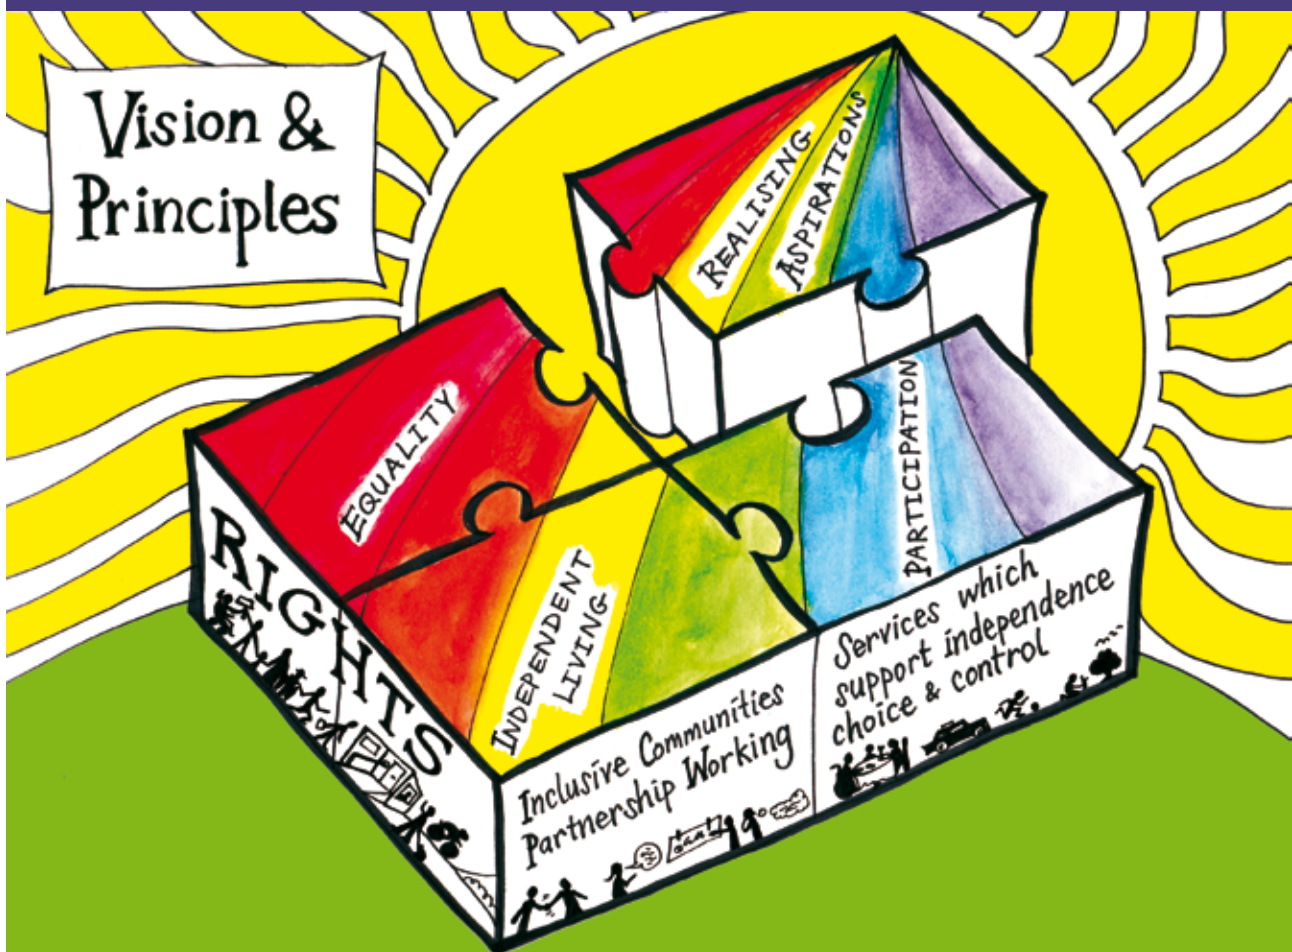 Vision &
Principles
REALISING
ASPIRATIONS
EQUALITY
PARTICIPATION
INDEPENDENT
LIVING
RIGHTS
Inclusive Communities
Partnership Working
Services which
support independence
choice & control